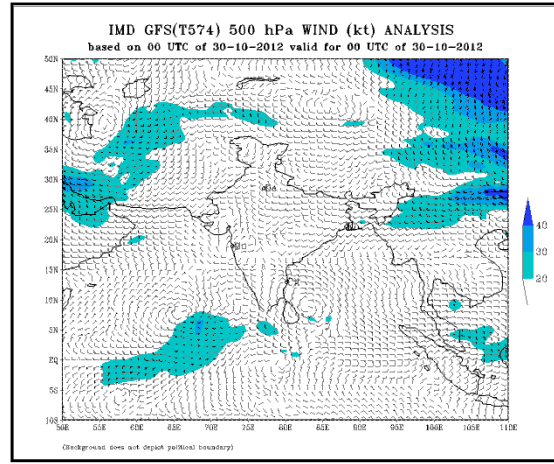 IMD GFS(T574) 500 hPa WIND (kt) ANALYSIS
based on 00 UTC of 30-10-2012 valid for 00 UTC of 30-10-2012
50N
45N
40N
35N
30N
25N
20N
15N
10N
5N
EQ
5S
10S
40
30
20
50E 55E 60E 65E 70E 75E 80E 85E 90E 95E 100E 105E 110E
(Background does not depict political boundary)